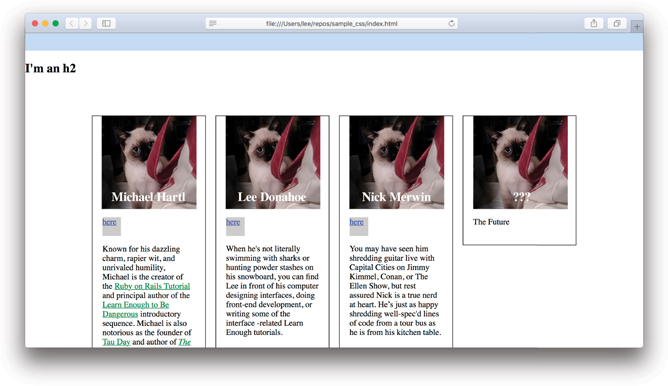 file:///Users/lee/repos/sample_css/index.html
I'm an h2
Michael Hartl
here
Known for his dazzling
charm, rapier wit, and
unrivaled humility,
Michael is the creator of
the Ruby on Rails Tutorial
and principal author of the
Learn Enough to Be
Dangerous introductory
sequence. Michael is also
notorious as the founder of
Tau Day and author of The
Lee Donahoe
here
When he's not literally
swimming with sharks or
hunting powder stashes on
his snowboard, you can find
Lee in front of his computer
designing interfaces, doing
front-end development, or
writing some of the
interface -related Learn
Enough tutorials.
Nick Merwin
here
You may have seen him
shredding guitar live with
Capital Cities on Jimmy
Kimmel, Conan, or The
Ellen Show, but rest
assured Nick is a true nerd
at heart. He's just as happy
shredding well-spec'd lines
of code from a tour bus as
he is from his kitchen table.
???
The Future